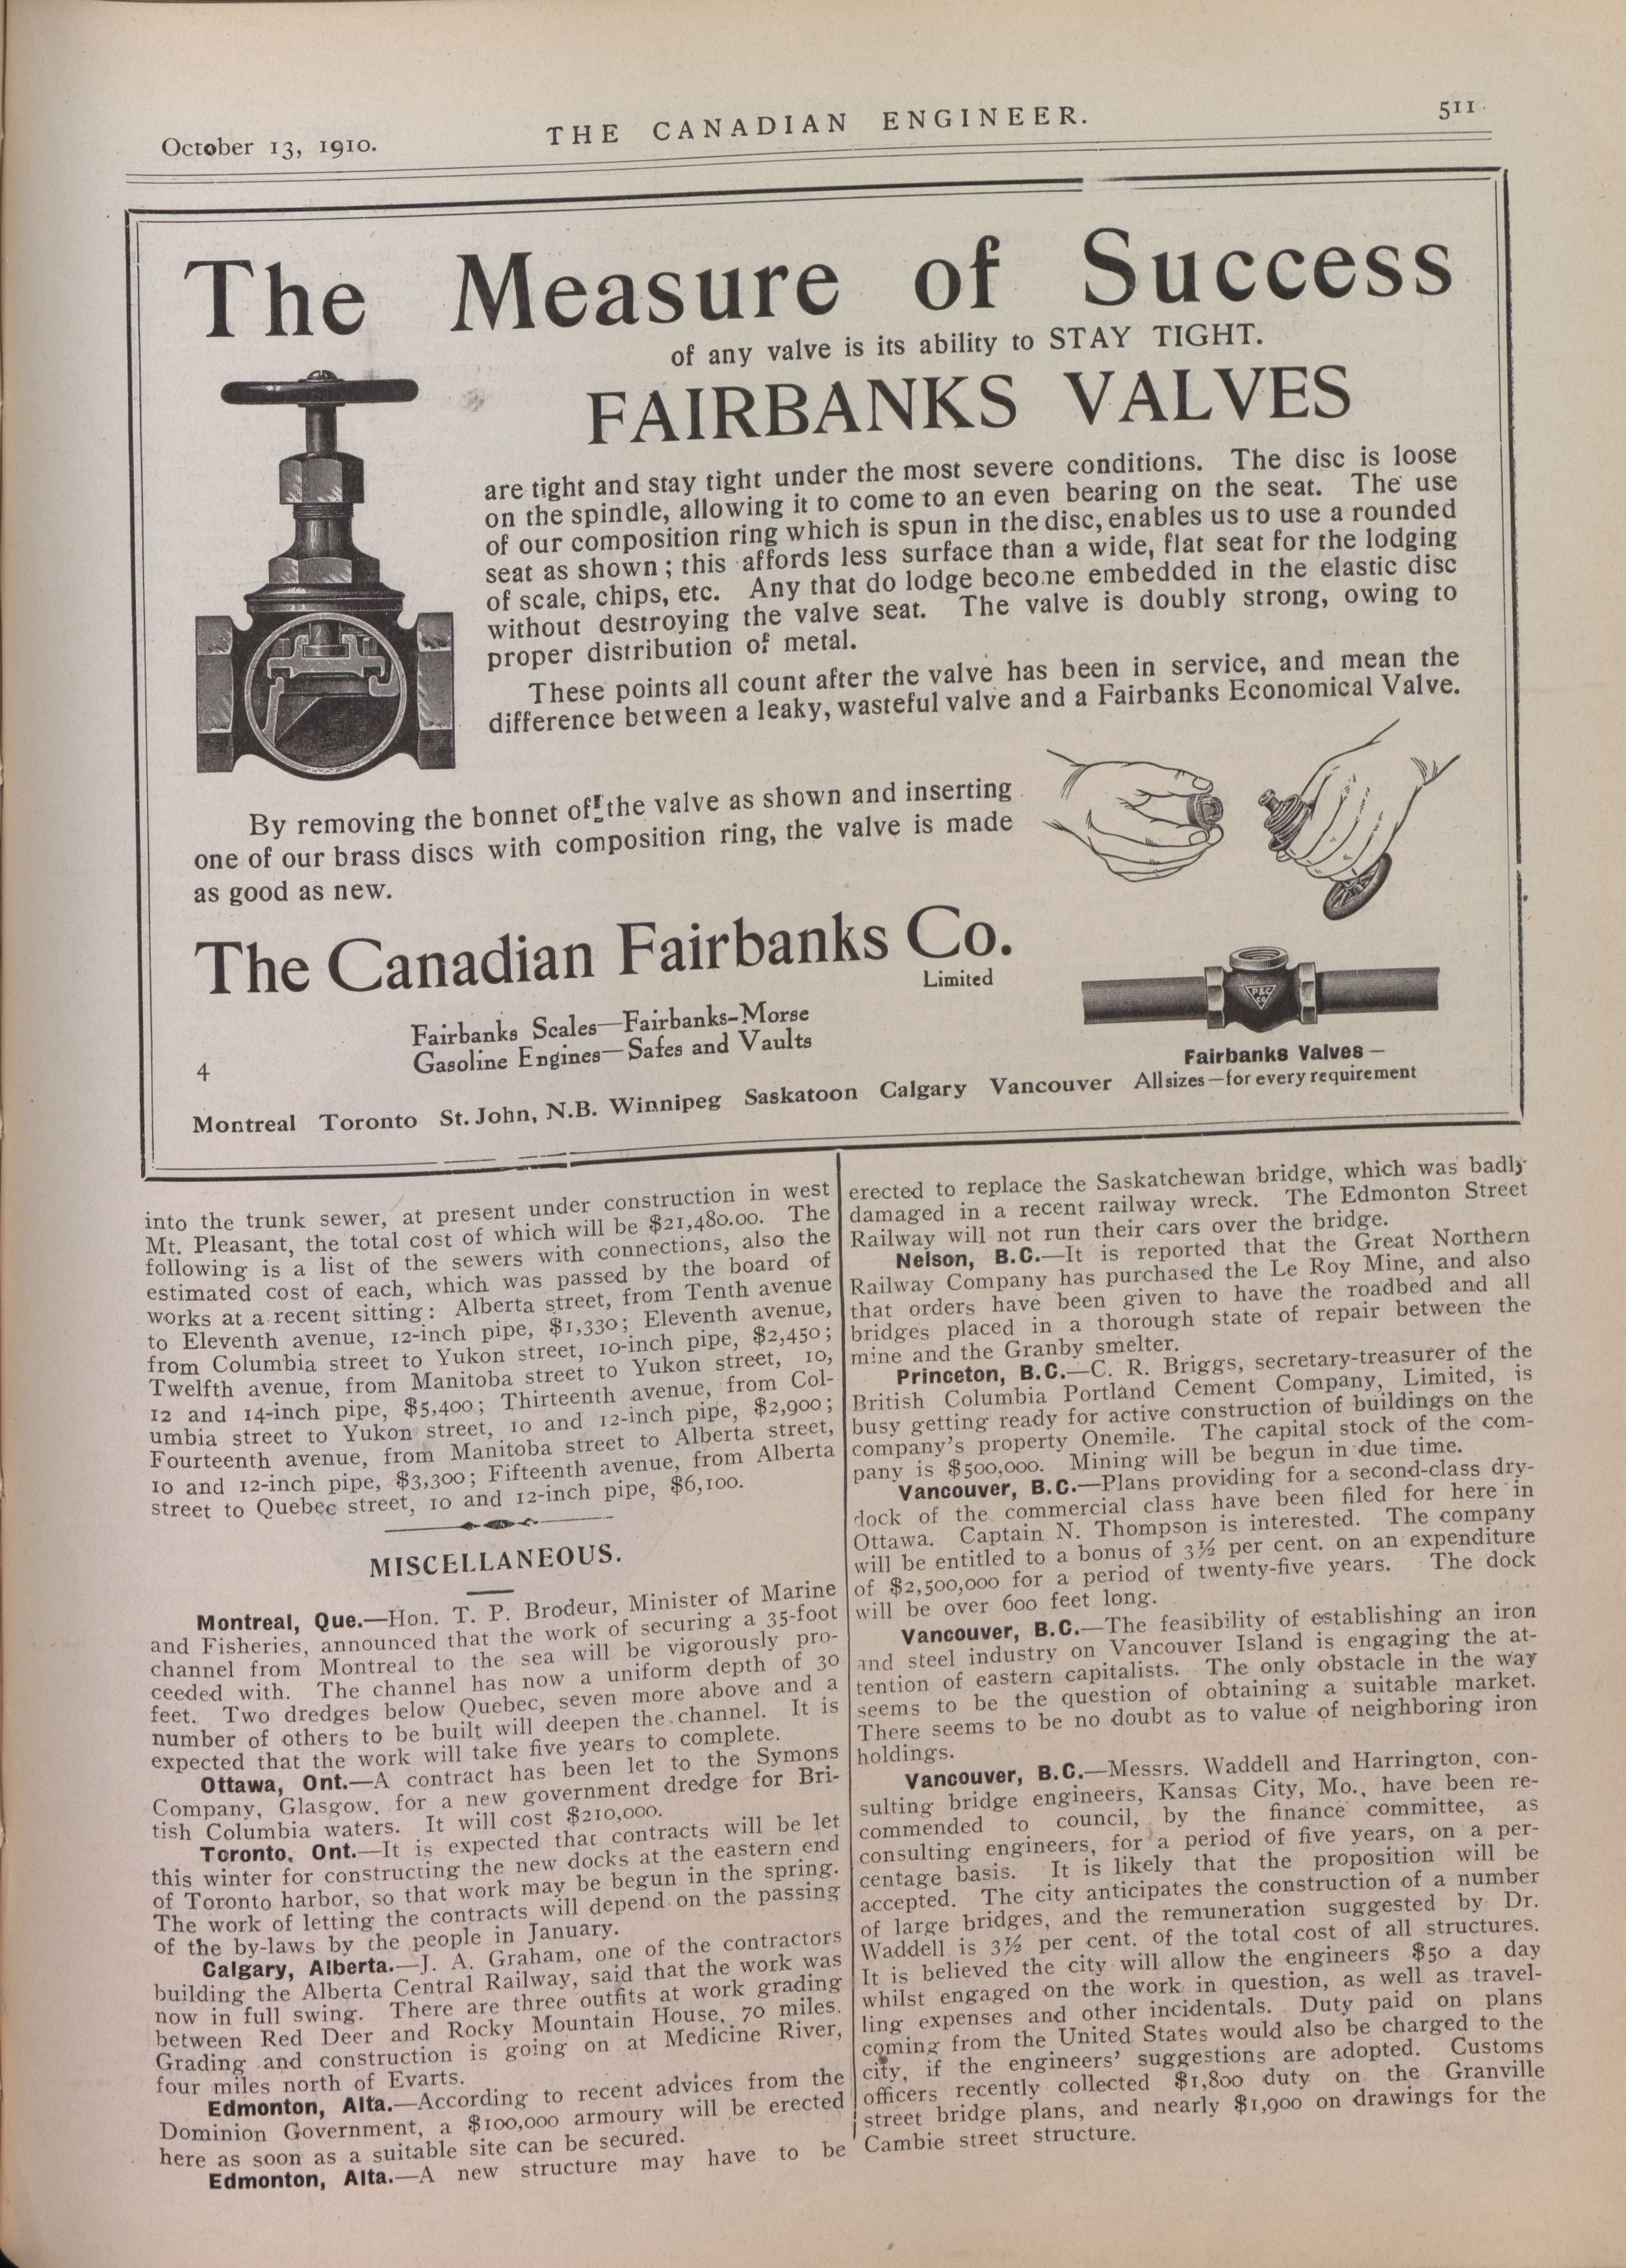 October 13, 1910.
THE CANADIAN ENGINEER.
511
The Measure of Success
of any valve is its ability to STAY TIGHT.
FAIRBANKS VALVES
are tight and stay tight under the most severe conditions. The disc is loose
on the spindle, allowing it to come to an even bearing on the seat. The use
of our composition ring which is spun in the disc, enables us to use a rounded
seat as shown; this affords less surface than a wide, flat seat for the lodging
of scale, chips, etc. Any that do lodge become embedded in the elastic disc
without destroying the valve seat. The valve is doubly strong, owing to
proper distribution of metal.
These points all count after the valve has been in service, and mean the
difference between a leaky, wasteful valve and a Fairbanks Economical Valve.
By removing the bonnet of the valve as shown and inserting
one of our brass discs with composition ring, the valve is made
as good as new.
The Canadian Fairbanks Co.
Limited
Fairbanks Scales—Fairbanks-Morse
Gasoline Engines—Safes and Vaults
4
P&C
CO
Fairbanks Valves—
All sizes—for every requirement
Montreal Toronto St. John, N.B. Winnipeg Saskatoon Calgary Vancouver
into the trunk sewer, at present under construction in west
Mt. Pleasant, the total cost of which will be $21,480.00. The
following is a list of the sewers with connections, also the
estimated cost of each, which was passed by the board of
works at a recent sitting: Alberta street, from Tenth avenue
to Eleventh avenue, 12-inch pipe, $1,330; Eleventh avenue,
from Columbia street to Yukon street, 10-inch pipe, $2,450;
Twelfth avenue, from Manitoba street to Yukon street, 10,
12 and 14-inch pipe, $5,400; Thirteenth avenue, from Col-
umbia street to Yukon street, 10 and 12-inch pipe, $2,900;
Fourteenth avenue, from Manitoba street to Alberta street,
10 and 12-inch pipe, $3,300; Fifteenth avenue, from Alberta
street to Quebec street, 10 and 12-inch pipe, $6,100.
MISCELLANEOUS.
Montreal, Que.—Hon. T. P. Brodeur, Minister of Marine
and Fisheries, announced that the work of securing a 35-foot
channel from Montreal to the sea will be vigorously pro-
ceeded with. The channel has now a uniform depth of 30
feet. Two dredges below Quebec, seven more above and a
number of others to be built will deepen the channel. It is
expected that the work will take five years to complete.
Ottawa, Ont.—A contract has been let to the Symons
Company, Glasgow, for a new government dredge for Bri-
tish Columbia waters. It will cost $210,000.
Toronto, Ont.—It is expected that contracts will be let
this winter for constructing the new docks at the eastern end
of Toronto harbor, so that work may be begun in the spring.
The work of letting the contracts will depend on the passing
of the by-laws by the people in January.
Calgary, Alberta.—J. A. Graham, one of the contractors
building the Alberta Central Railway, said that the work was
now in full swing. There are three outfits at work grading
between Red Deer and Rocky Mountain House, 70 miles.
Grading and construction is going on at Medicine River,
four miles north of Evarts.
Edmonton, Alta.—According to recent advices from the
Dominion Government, a $100,000 armoury will be erected
here as soon as a suitable site can be secured.
Edmonton, Alta.—A new structure may have to be
erected to replace the Saskatchewan bridge, which was badly
damaged in a recent railway wreck. The Edmonton Street
Railway will not run their cars over the bridge.
Nelson, B.C.—It is reported that the Great Northern
Railway Company has purchased the Le Roy Mine, and also
that orders have been given to have the roadbed and all
bridges placed in a thorough state of repair between the
mine and the Granby smelter.
Princeton, B.C.—C. R. Briggs, secretary-treasurer of the
British Columbia Portland Cement Company, Limited, is
busy getting ready for active construction of buildings on the
company's property Onemile. The capital stock of the com-
pany is $500,000. Mining will be begun in due time.
Vancouver, B.C.—Plans providing for a second-class dry-
dock of the commercial class have been filed for here in
Ottawa. Captain N. Thompson is interested. The company
will be entitled to a bonus of 3½ per cent. on an expenditure
of $2,500,000 for a period of twenty-five years. The dock
will be over 600 feet long.
Vancouver, B.C.—The feasibility of establishing an iron
and steel industry on Vancouver Island is engaging the at-
tention of eastern capitalists. The only obstacle in the way
seems to be the question of obtaining a suitable market.
There seems to be no doubt as to value of neighboring iron
holdings.
Vancouver, B.C.—Messrs. Waddell and Harrington, con-
sulting bridge engineers, Kansas City, Mo., have been re-
commended to council, by the finance committee, as
consulting engineers, for a period of five years, on a per-
centage basis. It is likely that the proposition will be
accepted. The city anticipates the construction of a number
of large bridges, and the remuneration suggested by Dr.
Waddell is 3½ per cent. of the total cost of all structures.
It is believed the city will allow the engineers $50 a day
whilst engaged on the work in question, as well as travel-
ling expenses and other incidentals. Duty paid on plans
coming from the United States would also be charged to the
city, if the engineers' suggestions are adopted. Customs
officers recently collected $1,800 duty on the Granville
street bridge plans, and nearly $1,900 on drawings for the
Cambie street structure.